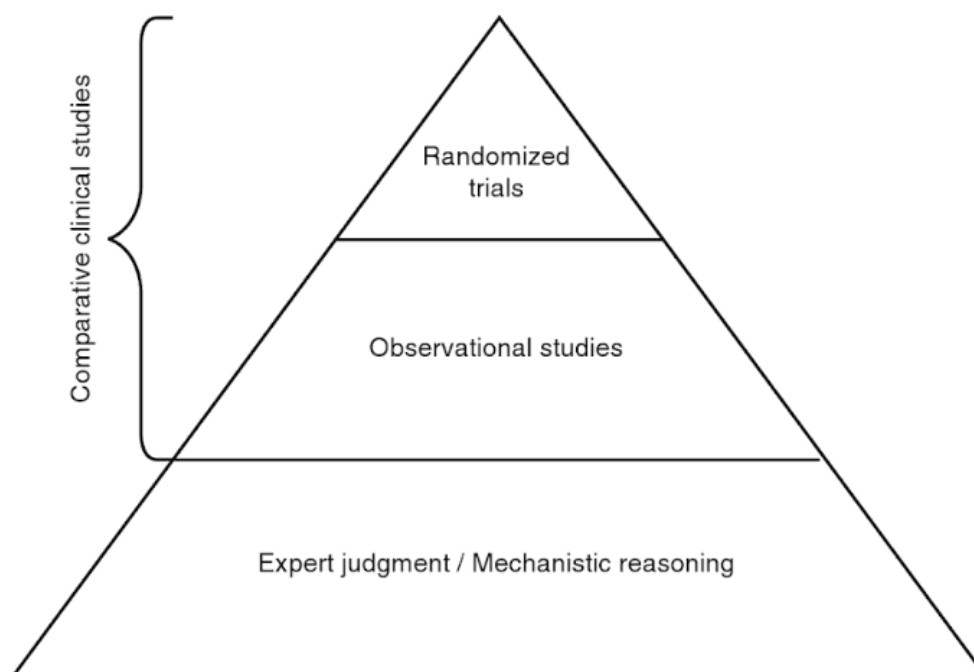 Comparative clinical studies
Randomized
trials
Observational studies
Expert judgment / Mechanistic reasoning